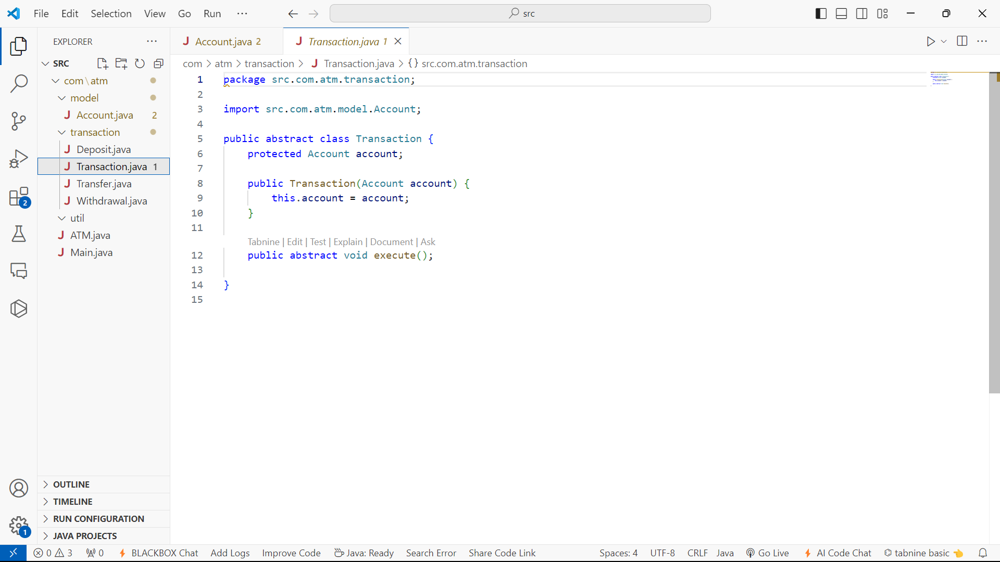 File Edit Selection View Go Run ··· src
EXPLORER ···
SRC
com\atm
model
Account.java 2
transaction
Deposit.java
Transaction.java 1
Transfer.java
Withdrawal.java
util
ATM.java
Main.java
OUTLINE
TIMELINE
RUN CONFIGURATION
JAVA PROJECTS
2
1
Account.java 2 Transaction.java 1
com > atm > transaction > Transaction.java > {} src.com.atm.transaction
1 package src.com.atm.transaction;
2
3 import src.com.atm.model.Account;
4
5 public abstract class Transaction {
6 protected Account account;
7
8 public Transaction(Account account) {
9 this.account = account;
10 }
11
Tabnine | Edit | Test | Explain | Document | Ask
12 public abstract void execute();
13
14 }
15
0 3 0 BLACKBOX Chat Add Logs Improve Code Java: Ready Search Error Share Code Link Spaces: 4 UTF-8 CRLF Java Go Live AI Code Chat tabnine basic